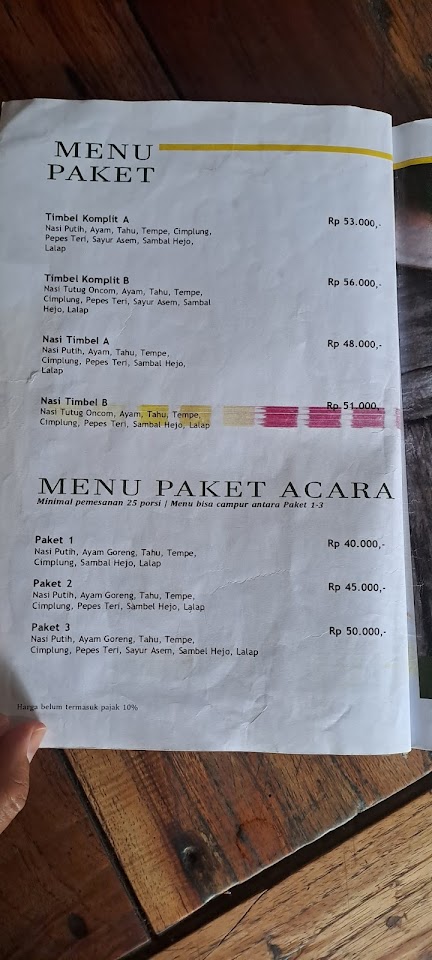 MENU
PAKET
Timbel Komplit A Rp 53.000,-
Nasi Putih, Ayam, Tahu, Tempe, Cimplung,
Pepes Teri, Sayur Asem, Sambal Hejo,
Lalap
Timbel Komplit B Rp 56.000,-
Nasi Tutug Oncom, Ayam, Tahu, Tempe,
Cimplung, Pepes Teri, Sayur Asem, Sambal
Hejo, Lalap
Nasi Timbel A Rp 48.000,-
Nasi Putih, Ayam, Tahu, Tempe,
Cimplung, Pepes Teri, Sambal Hejo,
Lalap
Nasi Timbel B Rp 51.000,-
Nasi Tutug Oncom, Ayam, Tahu, Tempe,
Cimplung, Pepes Teri, Sambal Hejo, Lalap
MENU PAKET ACARA
Minimal pemesanan 25 porsi | Menu bisa campur antara Paket 1-3
Paket 1 Rp 40.000,-
Nasi Putih, Ayam Goreng, Tahu, Tempe,
Cimplung, Sambal Hejo, Lalap
Paket 2 Rp 45.000,-
Nasi Putih, Ayam Goreng, Tahu, Tempe,
Cimplung, Pepes Teri, Sambel Hejo, Lalap
Paket 3 Rp 50.000,-
Nasi Putih, Ayam Goreng, Tahu, Tempe,
Cimplung, Pepes Teri, Sayur Asem, Sambel Hejo, Lalap
Harga belum termasuk pajak 10%